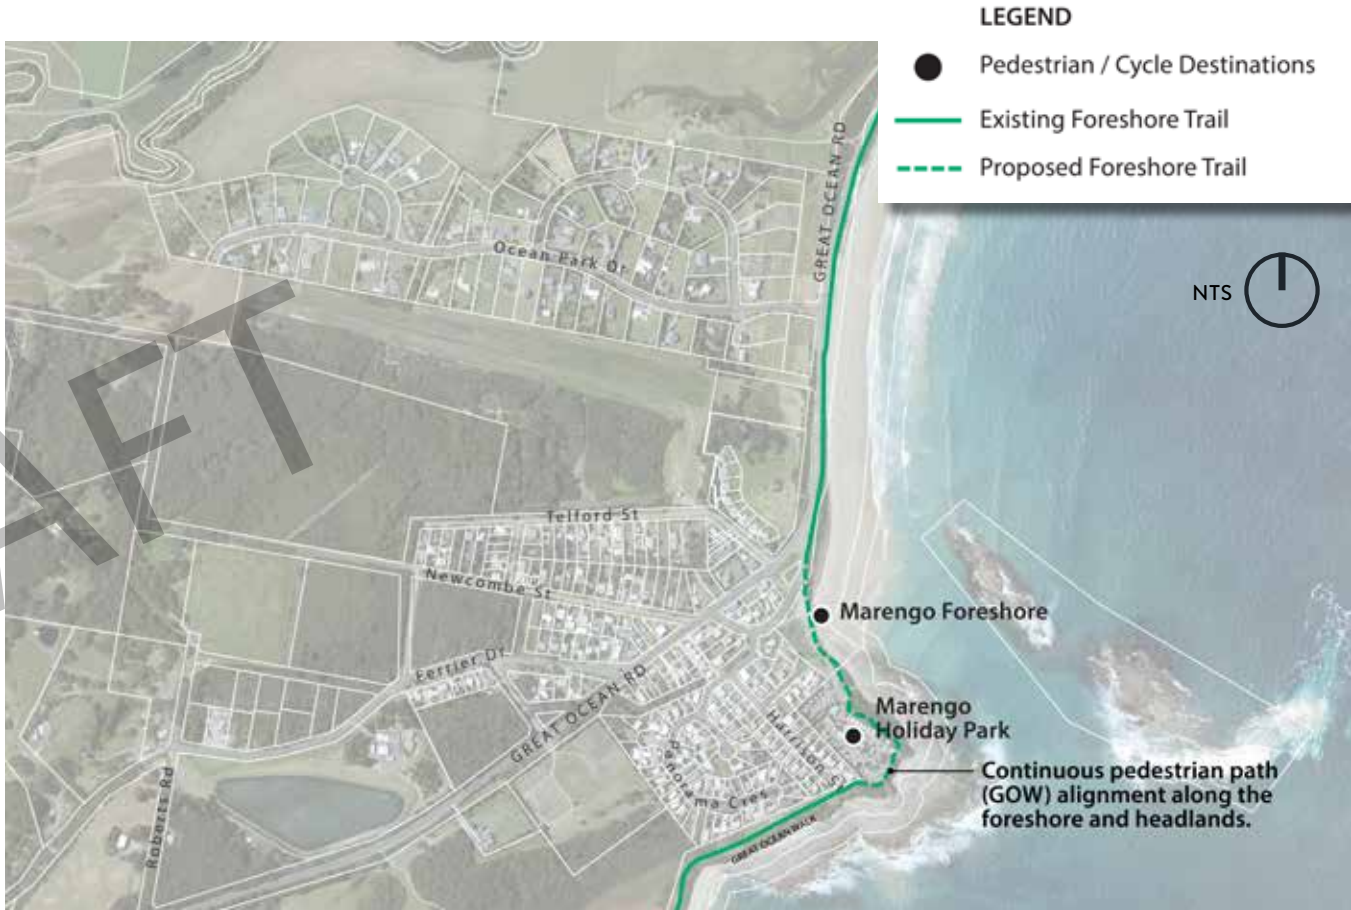 LEGEND
Pedestrian / Cycle Destinations
Existing Foreshore Trail
Proposed Foreshore Trail
NTS
GREAT OCEAN RD
Ocean Park Dr
AFT
Telford St
Newcombe St
Ferrier Dr
GREAT OCEAN RD
Marengo Foreshore
Marengo
Holiday Park
Harrison St
Panorama Cres
Roberts Rd
Continuous pedestrian path
(GOW) alignment along the
foreshore and headlands.
GREAT OCEAN WALK